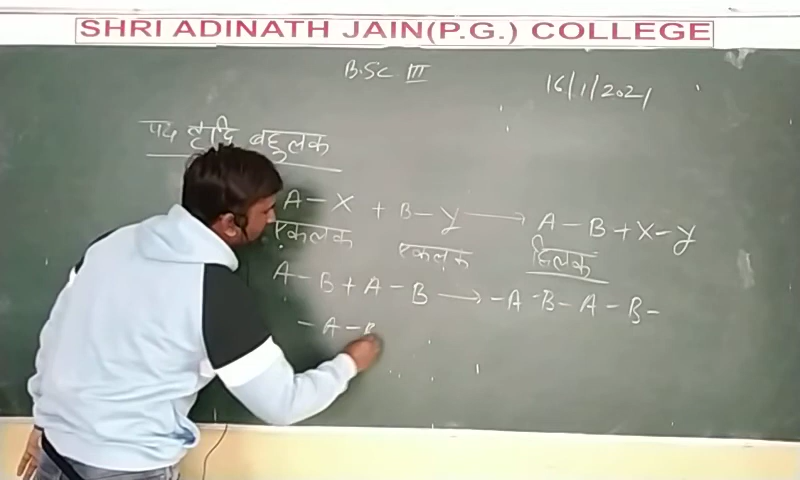 SHRI ADINATH JAIN(P.G.) COLLEGE
B.SC III
16/1/2021
पद वृद्धि बहुलक
A - X + B - Y → A - B + X - Y
एकलक एकलक द्विलक
A - B + A - B → - A - B - A - B -
- A - B